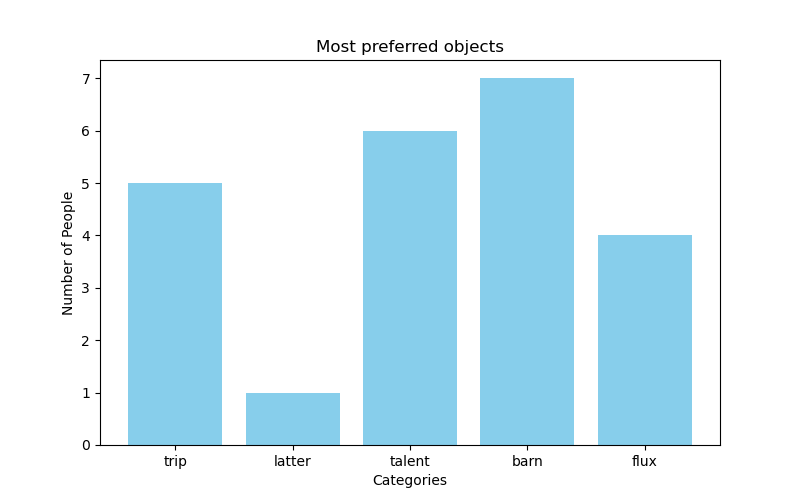 Most preferred objects
Number of People
7
6
5
4
3
2
1
0
trip latter talent barn flux
Categories